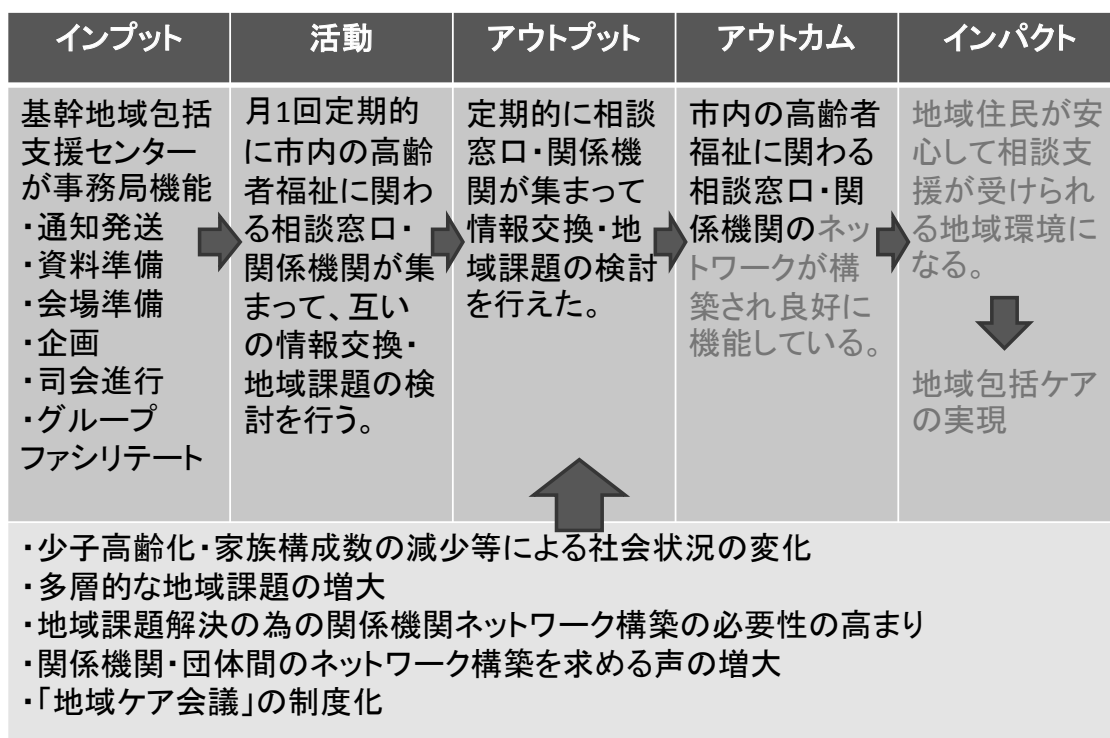 インプット
活動
アウトプット
アウトカム
インパクト
基幹地域包括
支援センター
が事務局機能
・通知発送
・資料準備
・会場準備
・企画
・司会進行
・グループ
ファシリテート
月1回定期的
に市内の高齢
者福祉に関わ
る相談窓口・
関係機関が集
まって、互い
の情報交換・
地域課題の検
討を行う。
定期的に相談
窓口・関係機
関が集まって
情報交換・地
域課題の検討
を行えた。
市内の高齢者
福祉に関わる
相談窓口・関
係機関のネッ
トワークが構
築され良好に
機能している。
地域住民が安
心して相談支
援が受けられ
る地域環境に
なる。
地域包括ケア
の実現
・少子高齢化・家族構成数の減少等による社会状況の変化
・多層的な地域課題の増大
・地域課題解決の為の関係機関ネットワーク構築の必要性の高まり
・関係機関・団体間のネットワーク構築を求める声の増大
・「地域ケア会議」の制度化